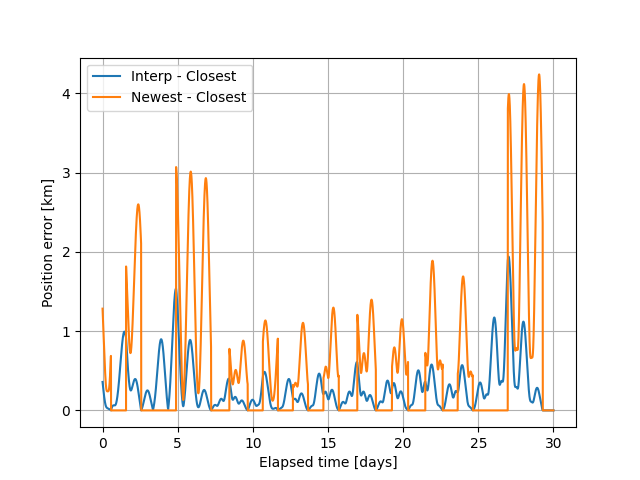 Interp - Closest
Newest - Closest
4
3
2
1
0
Position error [km]
0 5 10 15 20 25 30
Elapsed time [days]